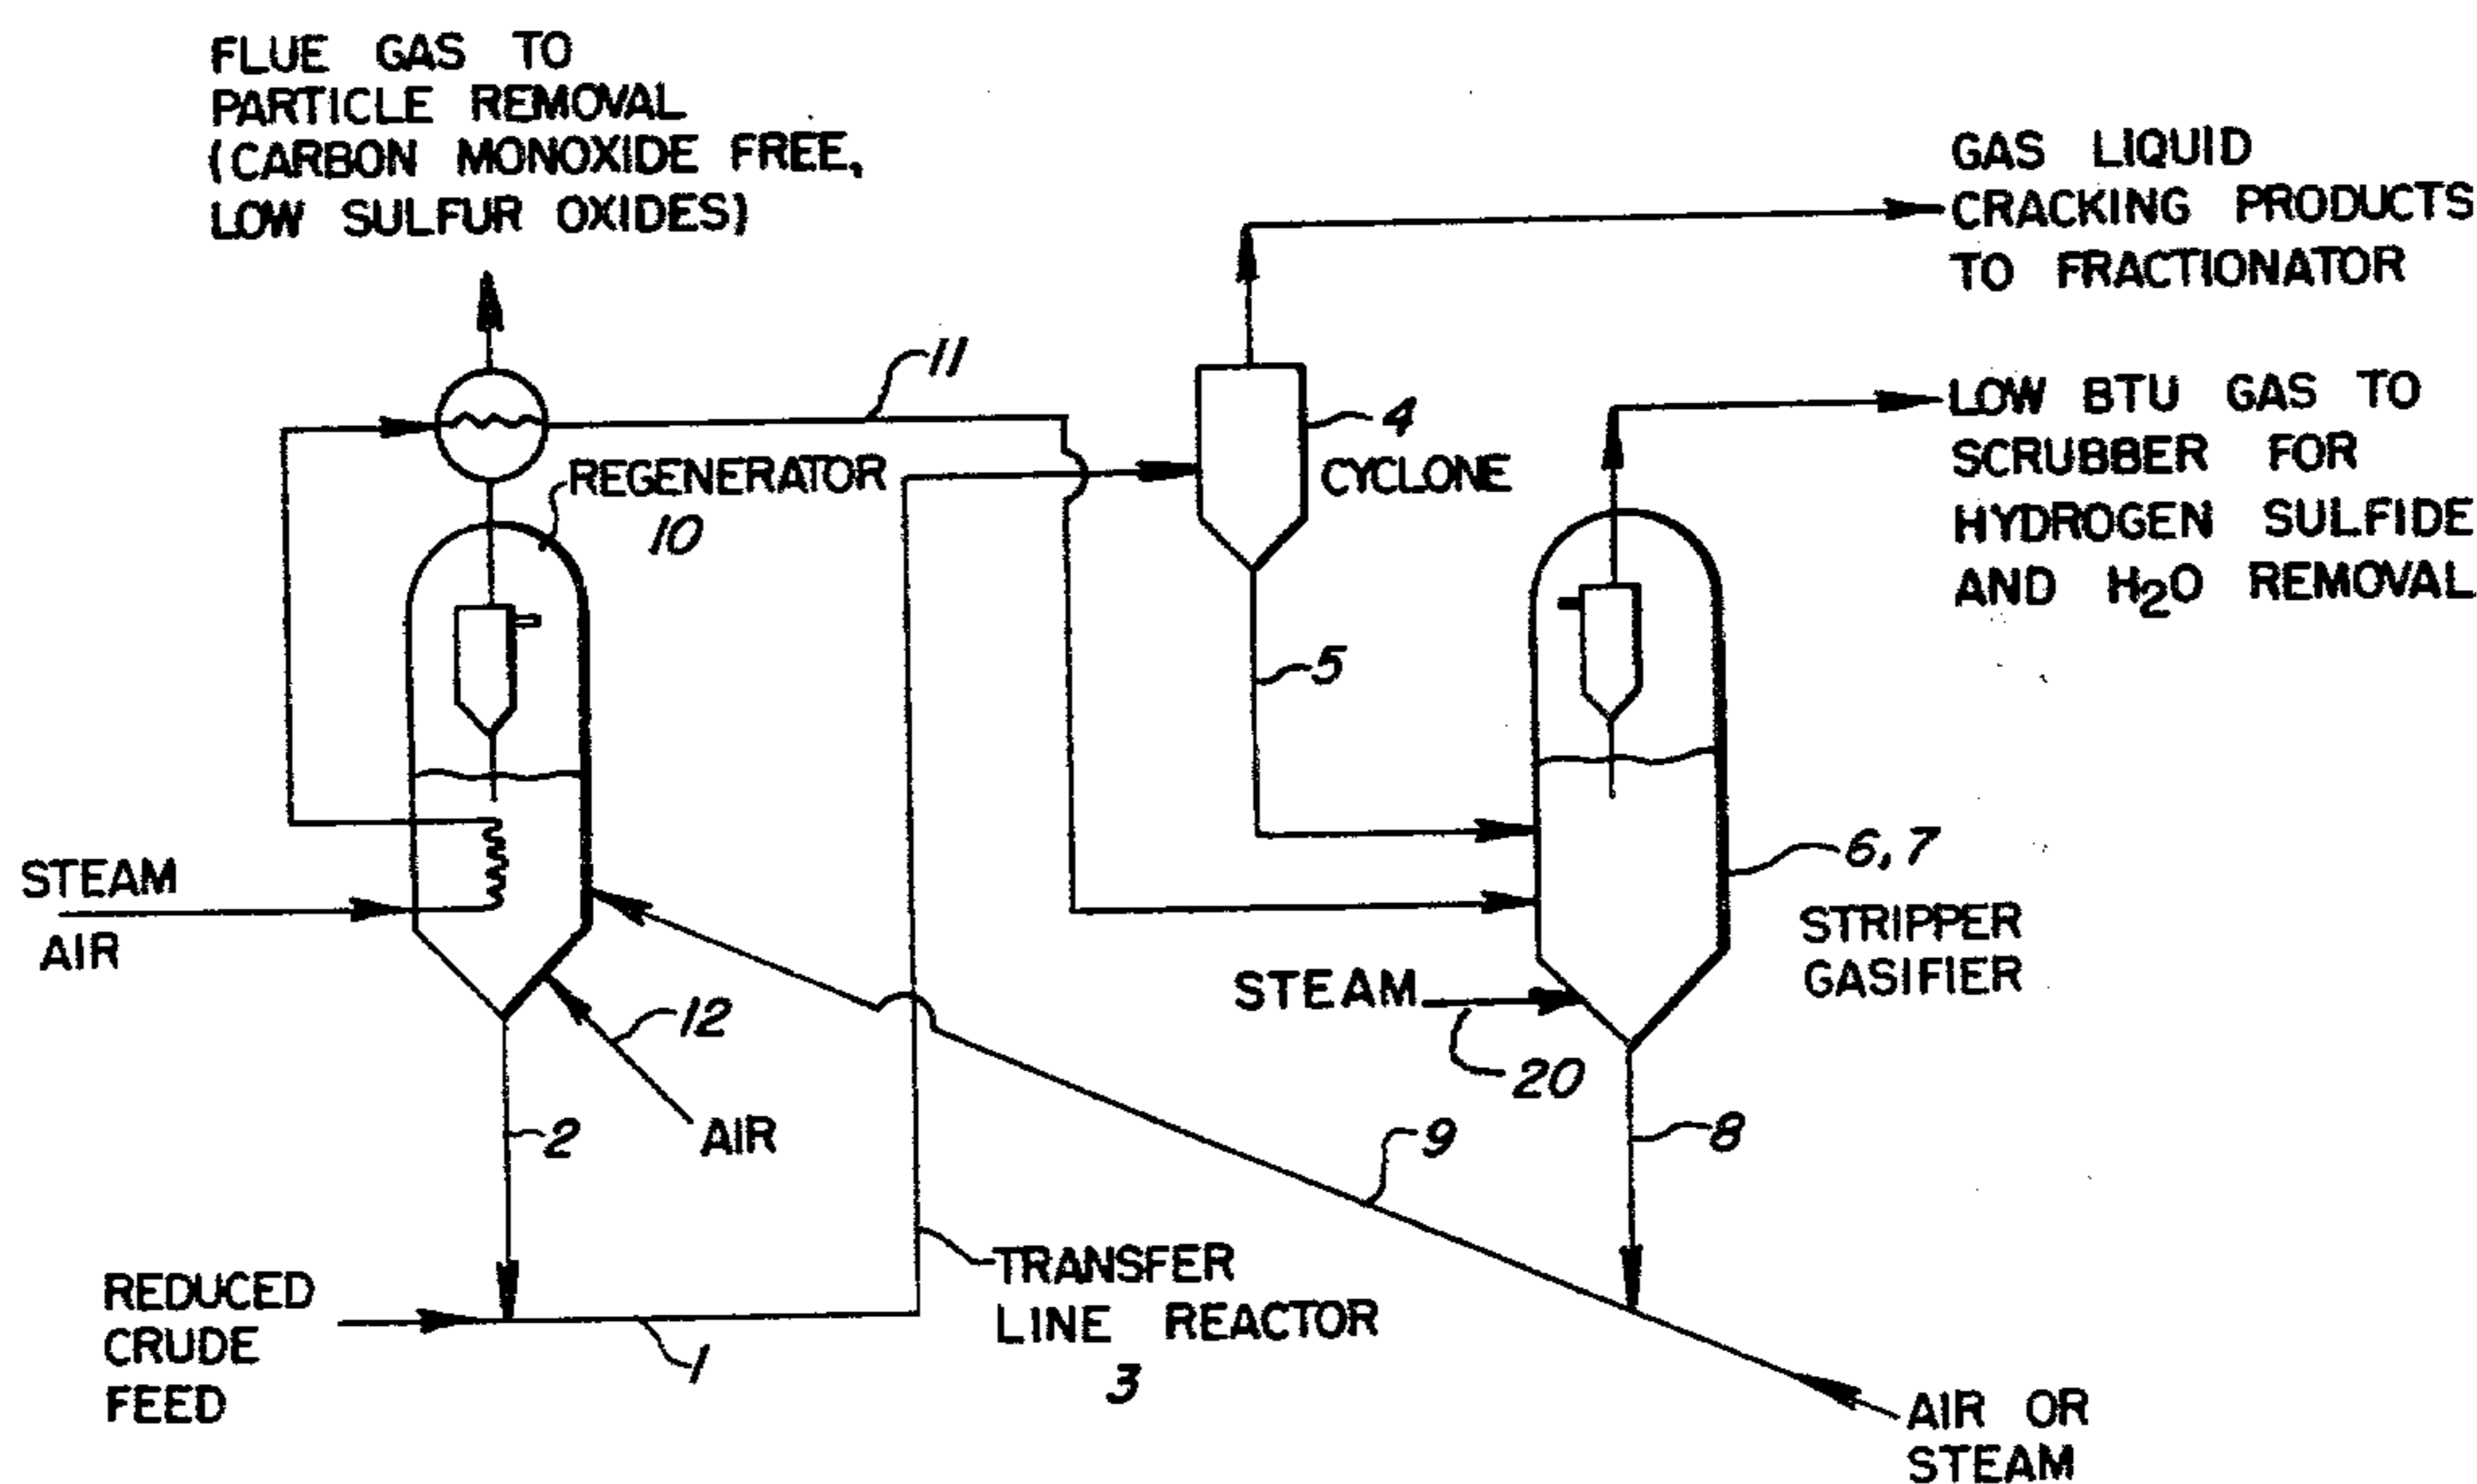 FLUE GAS TO
PARTICLE REMOVAL
(CARBON MONOXIDE FREE,
LOW SULFUR OXIDES)
GAS LIQUID
CRACKING PRODUCTS
TO FRACTIONATOR
11
4
CYCLONE
LOW BTU GAS TO
SCRUBBER FOR
HYDROGEN SULFIDE
AND H2O REMOVAL
REGENERATOR
10
5
6,7
STRIPPER
GASIFIER
STEAM
AIR
STEAM
20
12
AIR
2
9
8
TRANSFER
LINE REACTOR
3
REDUCED
CRUDE
FEED
1
AIR OR
STEAM